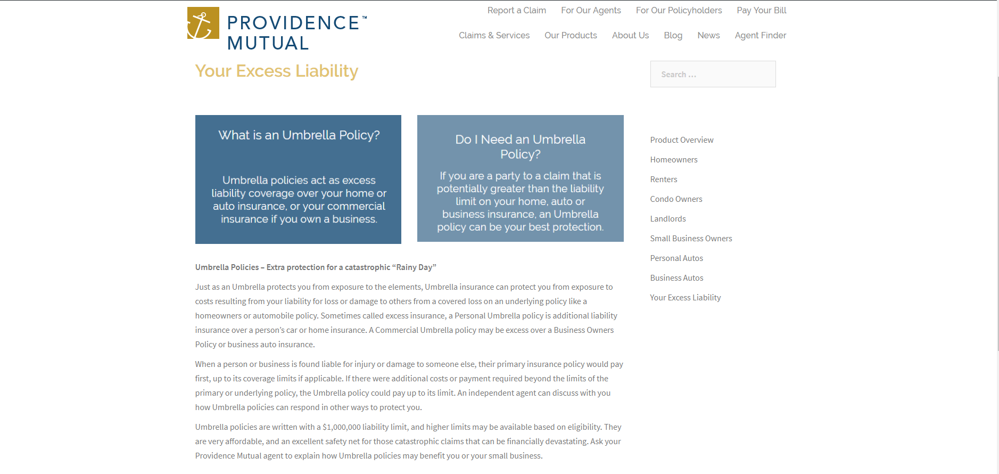 Report a Claim For Our Agents For Our Policyholders Pay Your Bill
PROVIDENCE™
MUTUAL
Claims & Services Our Products About Us Blog News Agent Finder
Your Excess Liability
Search ...
What is an Umbrella Policy?
Umbrella policies act as excess
liability coverage over your home or
auto insurance, or your commercial
insurance if you own a business.
Do I Need an Umbrella
Policy?
If you are a party to a claim that is
potentially greater than the liability
limit on your home, auto or
business insurance, an Umbrella
policy can be your best protection.
Umbrella Policies – Extra protection for a catastrophic “Rainy Day”
Just as an Umbrella protects you from exposure to the elements, Umbrella insurance can protect you from exposure to
costs resulting from your liability for loss or damage to others from a covered loss on an underlying policy like a
homeowners or automobile policy. Sometimes called excess insurance, a Personal Umbrella policy is additional liability
insurance over a person’s car or home insurance. A Commercial Umbrella policy may be excess over a Business Owners
Policy or business auto insurance.
When a person or business is found liable for injury or damage to someone else, their primary insurance policy would pay
first, up to its coverage limits if applicable. If there were additional costs or payment required beyond the limits of the
primary or underlying policy, the Umbrella policy could pay up to its limit. An independent agent can discuss with you
how Umbrella policies can respond in other ways to protect you.
Umbrella policies are written with a $1,000,000 liability limit, and higher limits may be available based on eligibility. They
are very affordable, and an excellent safety net for those catastrophic claims that can be financially devastating. Ask your
Providence Mutual agent to explain how Umbrella policies may benefit you or your small business.
Product Overview
Homeowners
Renters
Condo Owners
Landlords
Small Business Owners
Personal Autos
Business Autos
Your Excess Liability